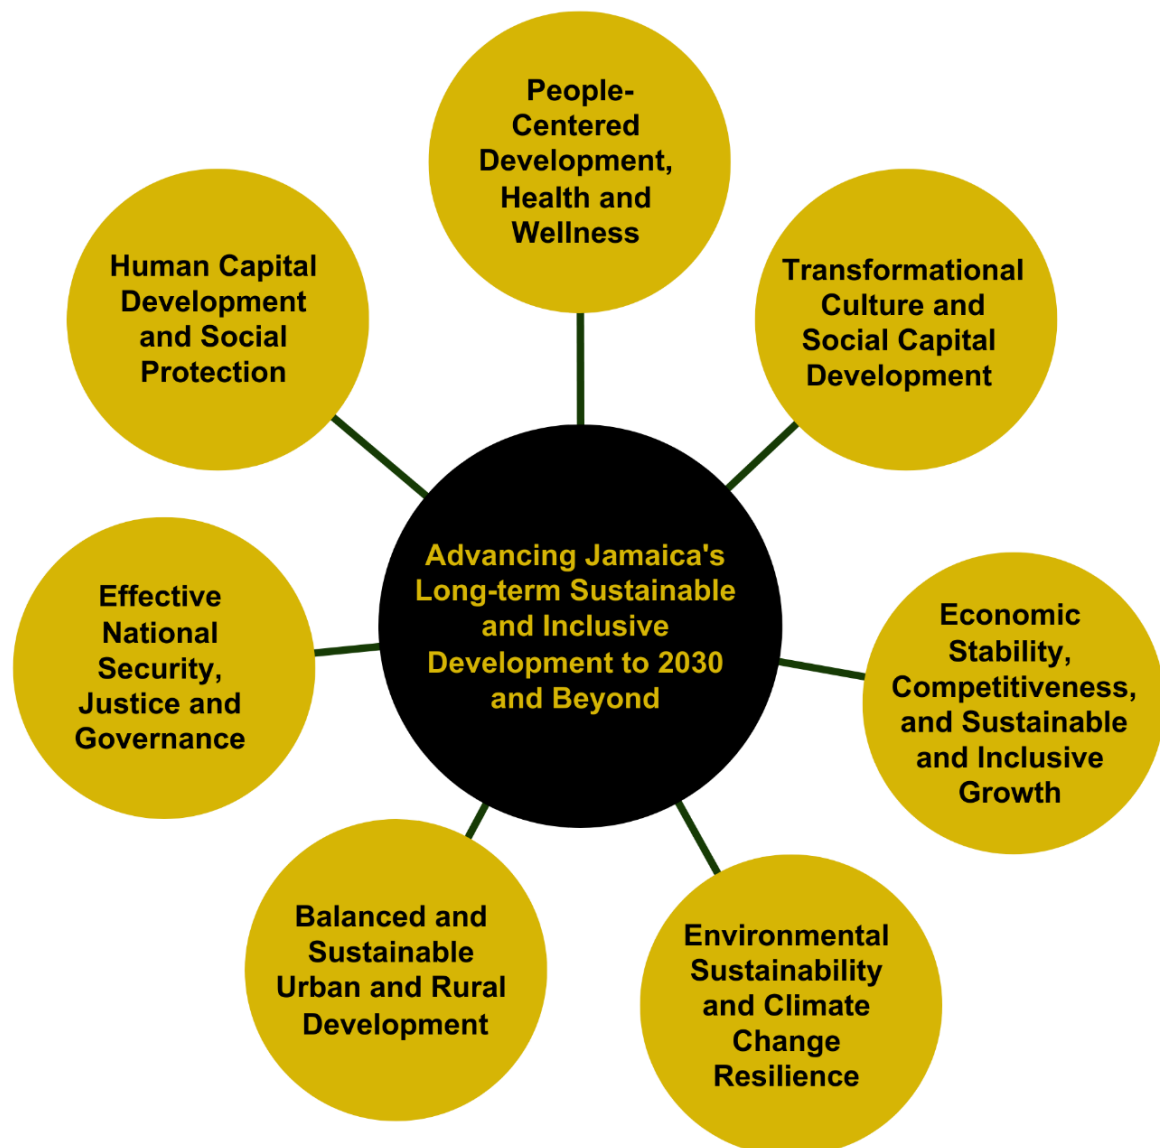 People-
Centered
Development,
Health and
Wellness
Transformational
Culture and
Social Capital
Development
Economic
Stability,
Competitiveness,
and Sustainable
and Inclusive
Growth
Environmental
Sustainability
and Climate
Change
Resilience
Balanced and
Sustainable
Urban and Rural
Development
Effective
National
Security,
Justice and
Governance
Human Capital
Development
and Social
Protection
Advancing Jamaica's
Long-term Sustainable
and Inclusive
Development to 2030
and Beyond